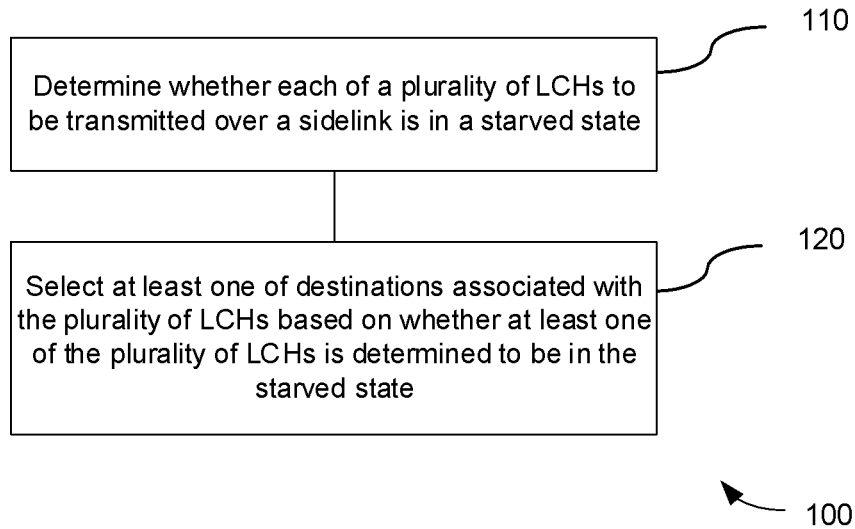 110
Determine whether each of a plurality of LCHs to
be transmitted over a sidelink is in a starved state
120
Select at least one of destinations associated with
the plurality of LCHs based on whether at least one
of the plurality of LCHs is determined to be in the
starved state
100